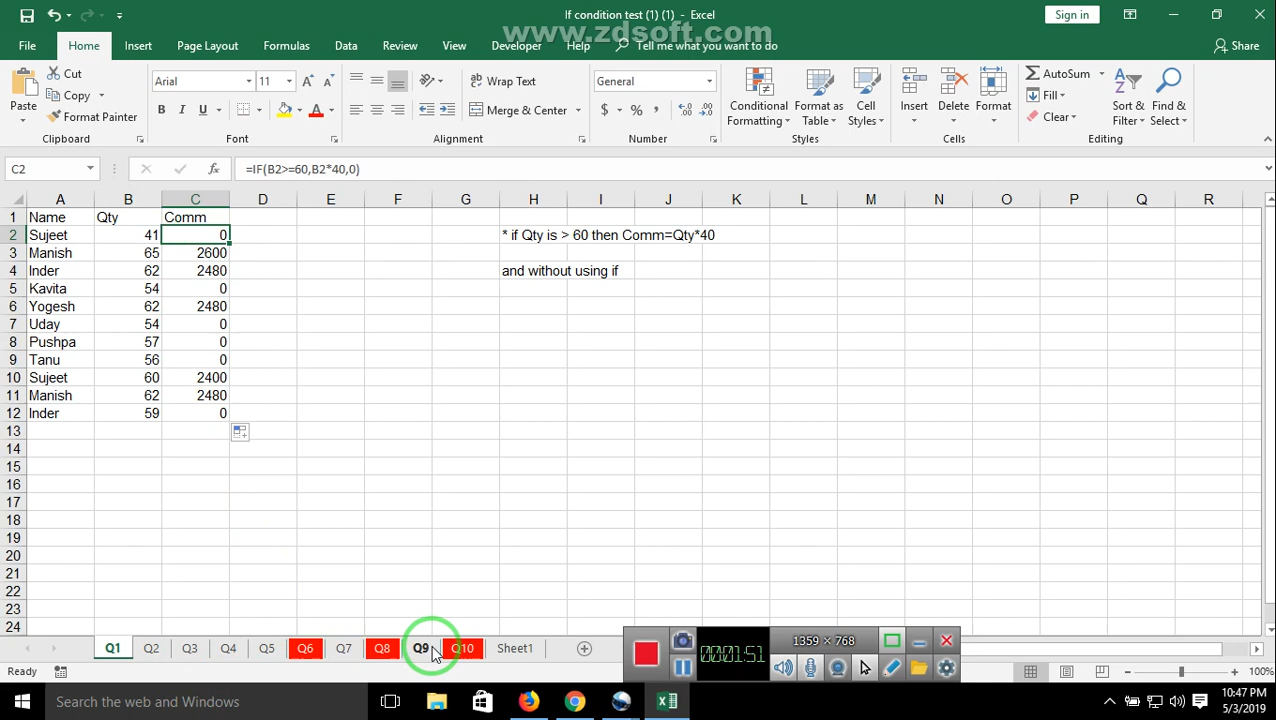 If condition test (1) (1) - Excel
Sign in
www.zdsoft.com
File Home Insert Page Layout Formulas Data Review View Developer Help Tell me what you want to do Share
Paste
Cut
Copy
Format Painter
Clipboard
Arial 11
B I U
Font
Wrap Text
Merge & Center
Alignment
General
$ % ,
Number
Conditional Formatting
Format as Table
Cell Styles
Styles
Insert Delete Format
Cells
AutoSum
Fill
Clear
Sort & Filter
Find & Select
Editing
C2 fx =IF(B2>=60,B2*40,0)
A B C D E F G H I J K L M N O P Q R
1 Name Qty Comm
2 Sujeet 41 0 * if Qty is > 60 then Comm=Qty*40
3 Manish 65 2600
4 Inder 62 2480 and without using if
5 Kavita 54 0
6 Yogesh 62 2480
7 Uday 54 0
8 Pushpa 57 0
9 Tanu 56 0
10 Sujeet 60 2400
11 Manish 62 2480
12 Inder 59 0
13
14
15
16
17
18
19
20
21
22
23
24
Q1 Q2 Q3 Q4 Q5 Q6 Q7 Q8 Q9 Q10 Sheet1
00:01:51
1359 × 768
Ready
100%
Search the web and Windows
10:47 PM
5/3/2019